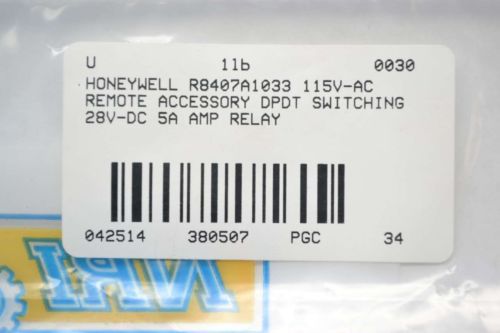 U 1lb 0030
HONEYWELL R8407A1033 115V-AC
REMOTE ACCESSORY DPDT SWITCHING
28V-DC 5A AMP RELAY
042514 380507 PGC 34
NRI